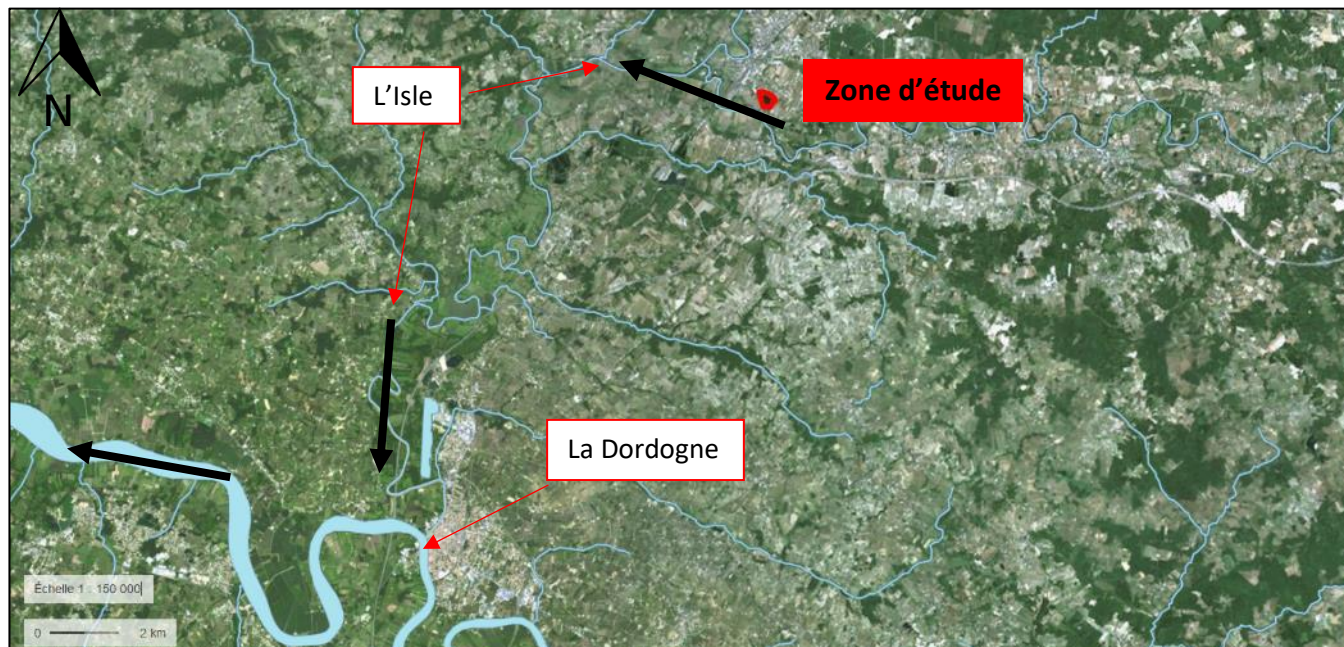 N
L’Isle
Zone d’étude
La Dordogne
Échelle 1 : 150 000
0 2 km